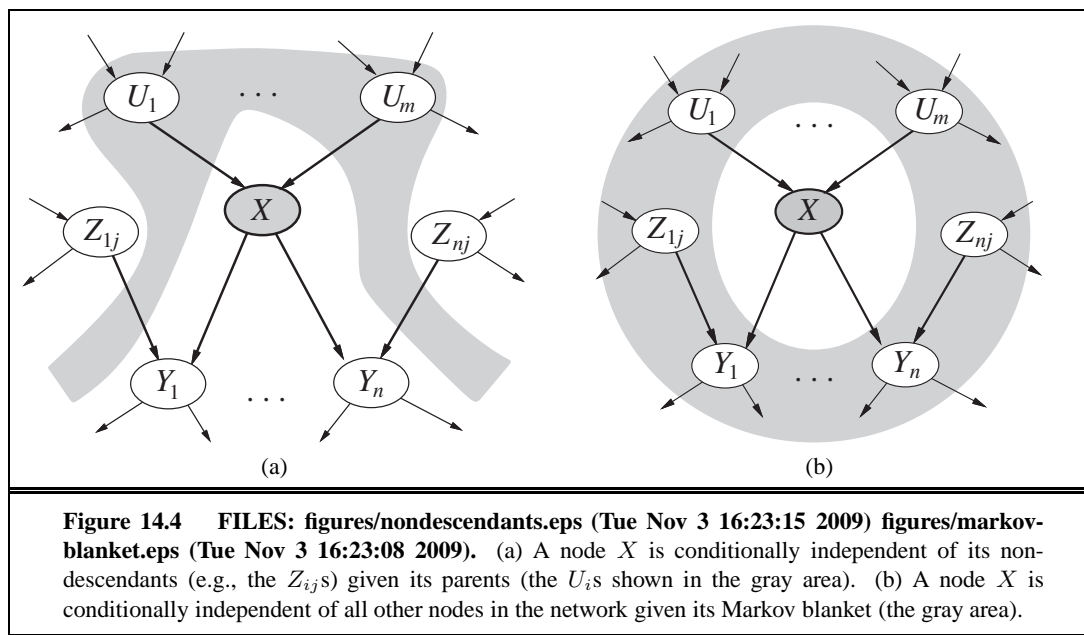 U1 . . . Um
X
Z1j Znj
Y1 . . . Yn
(a)
U1 . . . Um
X
Z1j Znj
Y1 . . . Yn
(b)
Figure 14.4 FILES: figures/nondescendants.eps (Tue Nov 3 16:23:15 2009) figures/markov-
blanket.eps (Tue Nov 3 16:23:08 2009). (a) A node X is conditionally independent of its non-
descendants (e.g., the Zijs) given its parents (the Uis shown in the gray area). (b) A node X is
conditionally independent of all other nodes in the network given its Markov blanket (the gray area).